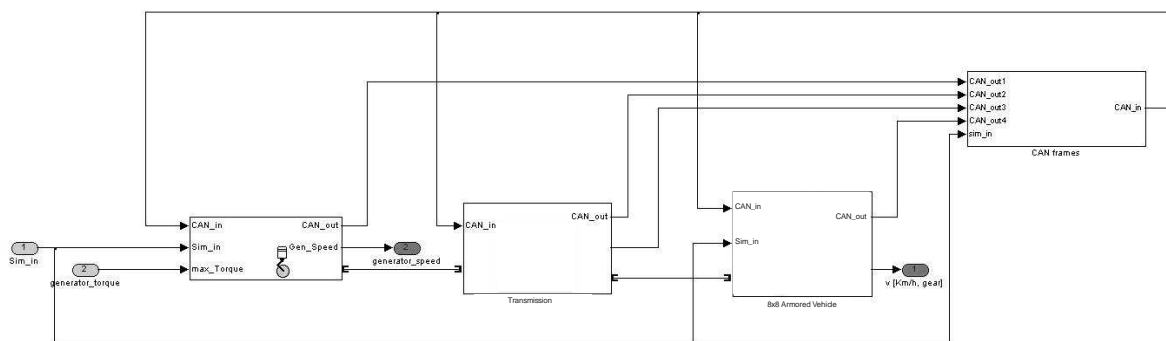 CAN_out1
CAN_out2
CAN_out3
CAN_out4
sim_in
CAN_in
CAN frames
1
Sim_in
2
generator_torque
CAN_in
Sim_in
max_Torque
CAN_out
Gen_Speed
2
generator_speed
CAN_in
CAN_out
Transmission
CAN_in
Sim_in
CAN_out
8x8 Armored Vehicle
1
v [Km/h, gear]